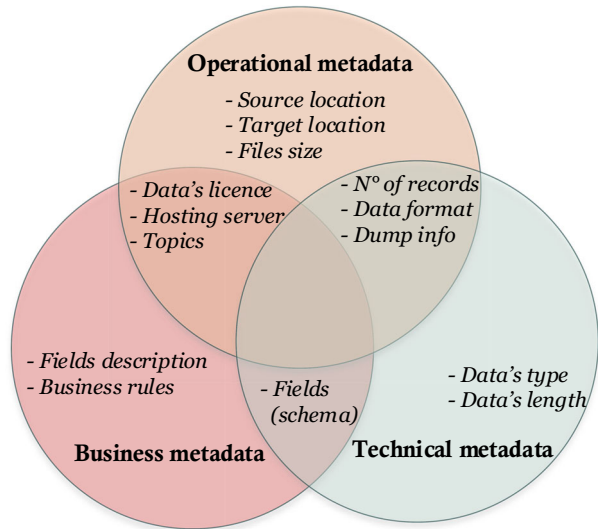 Operational metadata
- Source location
- Target location
- Files size
- Data's licence
- Hosting server
- Topics
- N° of records
- Data format
- Dump info
- Fields description
- Business rules
- Fields
(schema)
- Data's type
- Data's length
Business metadata
Technical metadata